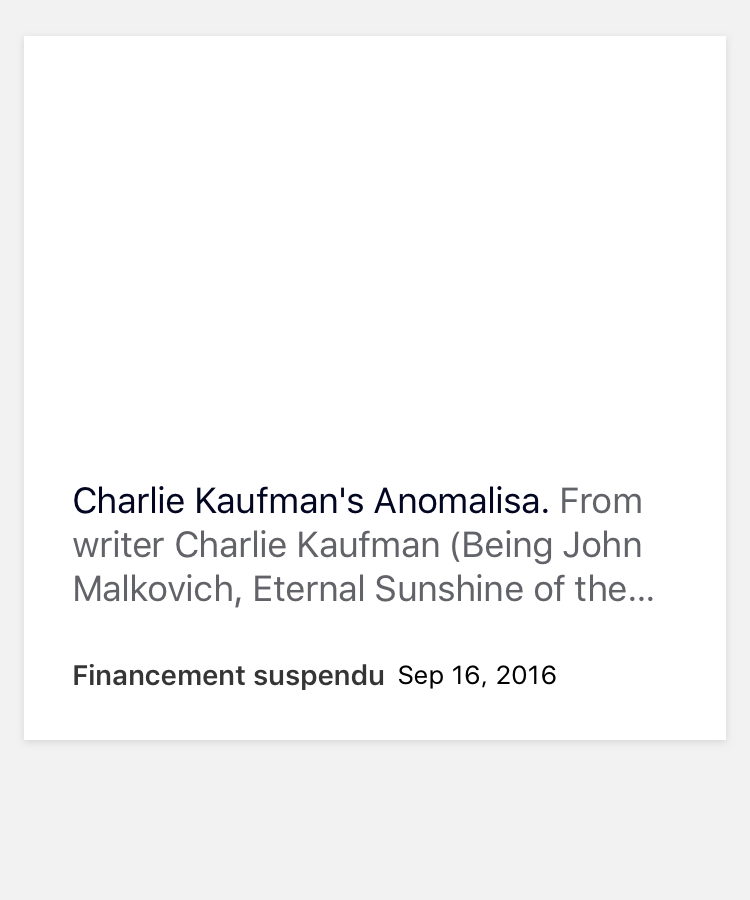 Charlie Kaufman's Anomalisa. From
writer Charlie Kaufman (Being John
Malkovich, Eternal Sunshine of the...
Financement suspendu Sep 16, 2016